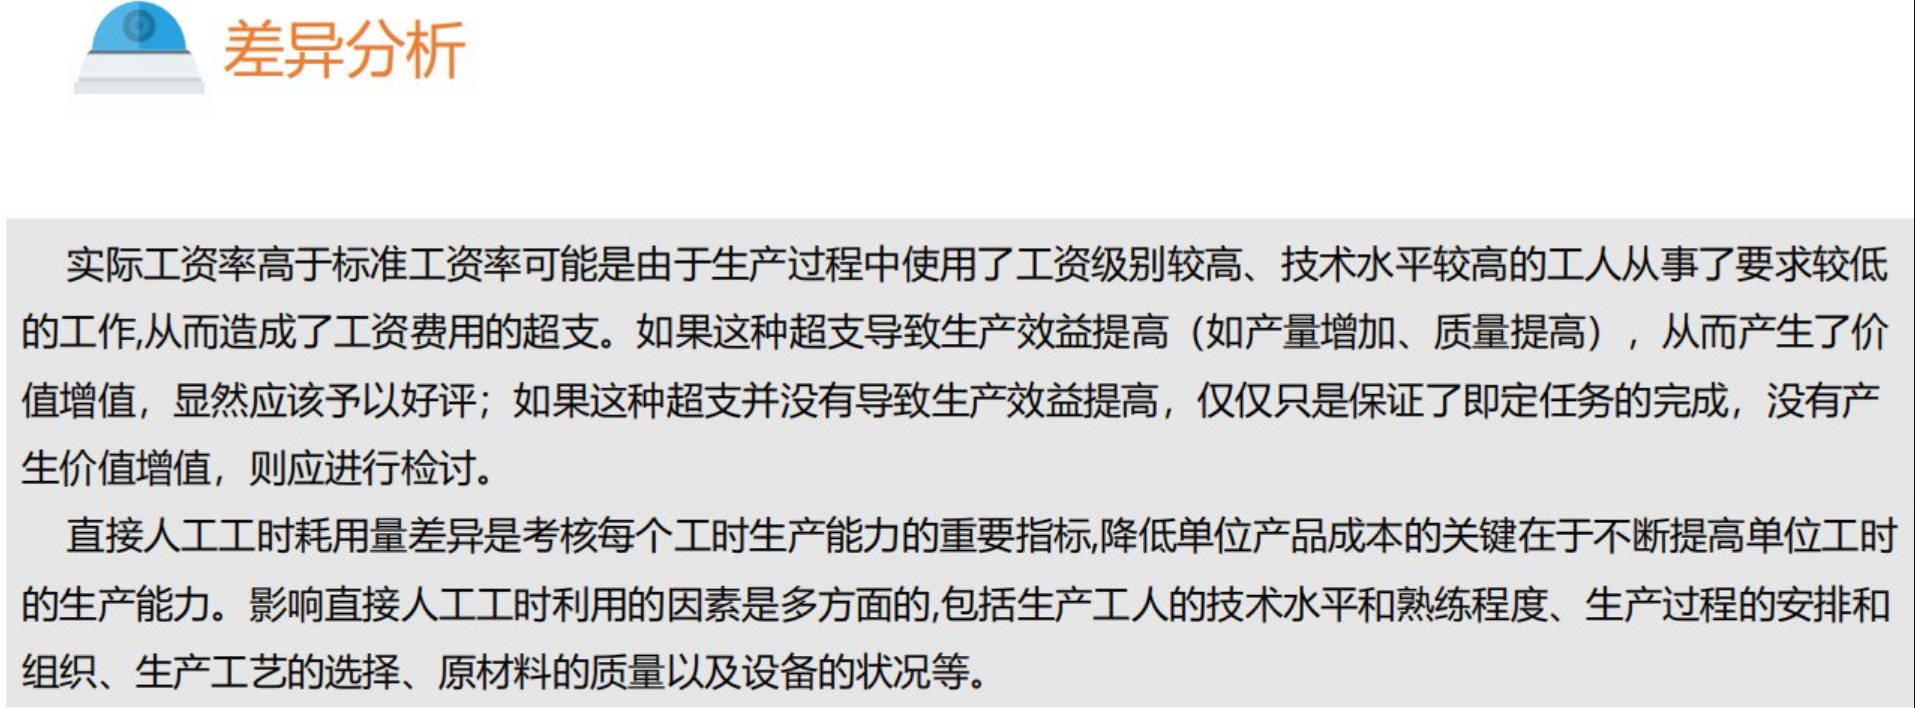 差异分析
实际工资率高于标准工资率可能是由于生产过程中使用了工资级别较高、技术水平较高的工人从事了要求较低
的工作,从而造成了工资费用的超支。如果这种超支导致生产效益提高（如产量增加、质量提高），从而产生了价
值增值，显然应该予以好评；如果这种超支并没有导致生产效益提高，仅仅只是保证了即定任务的完成，没有产
生价值增值，则应进行检讨。
直接人工工时耗用量差异是考核每个工时生产能力的重要指标,降低单位产品成本的关键在于不断提高单位工时
的生产能力。影响直接人工工时利用的因素是多方面的,包括生产工人的技术水平和熟练程度、生产过程的安排和
组织、生产工艺的选择、原材料的质量以及设备的状况等。